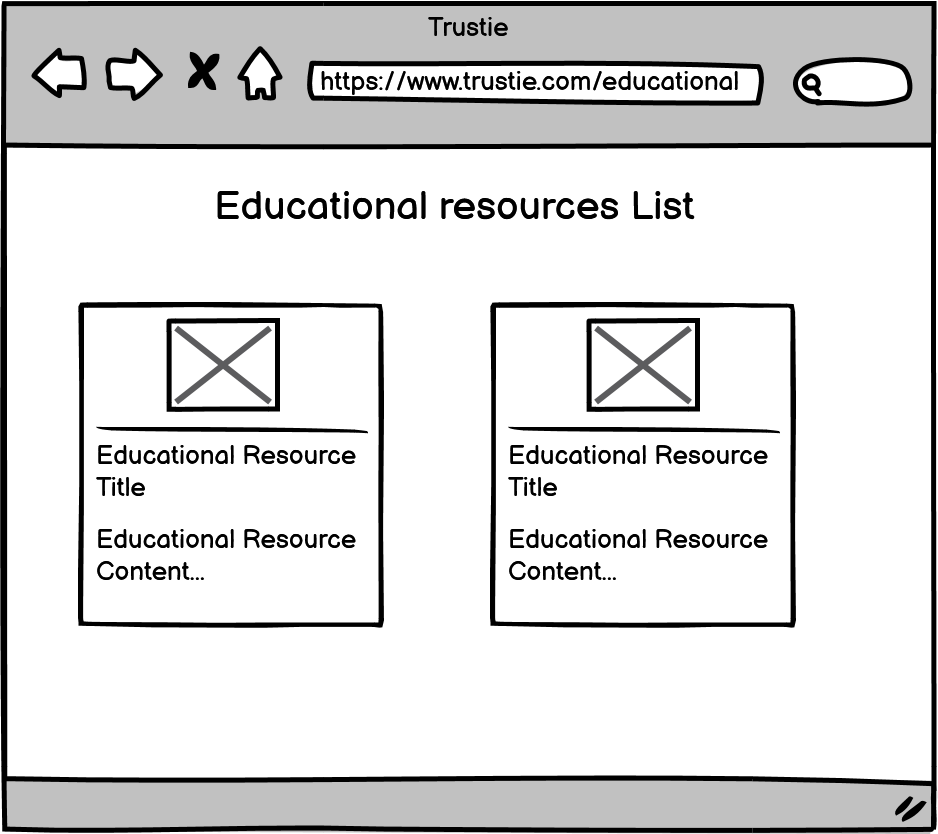 Trustie
https://www.trustie.com/educational
Educational resources List
Educational Resource
Title
Educational Resource
Content...
Educational Resource
Title
Educational Resource
Content...